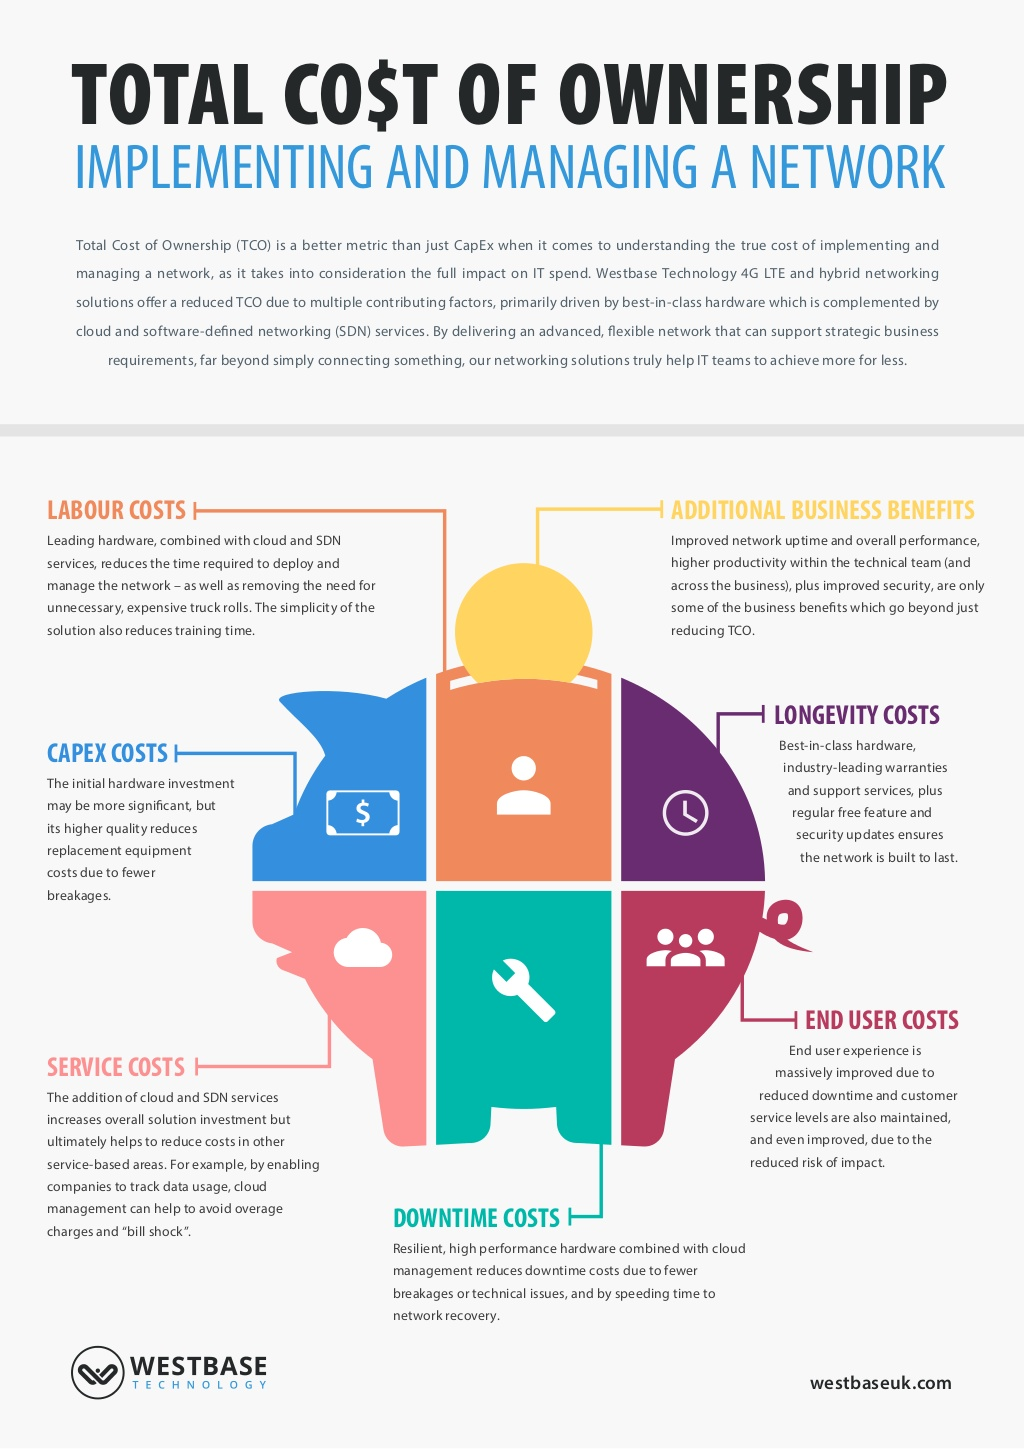 TOTAL CO$T OF OWNERSHIP
IMPLEMENTING AND MANAGING A NETWORK
Total Cost of Ownership (TCO) is a better metric than just CapEx when it comes to understanding the true cost of implementing and
managing a network, as it takes into consideration the full impact on IT spend. Westbase Technology 4G LTE and hybrid networking
solutions offer a reduced TCO due to multiple contributing factors, primarily driven by best-in-class hardware which is complemented by
cloud and software-defined networking (SDN) services. By delivering an advanced, flexible network that can support strategic business
requirements, far beyond simply connecting something, our networking solutions truly help IT teams to achieve more for less.
LABOUR COSTS
Leading hardware, combined with cloud and SDN
services, reduces the time required to deploy and
manage the network – as well as removing the need for
unnecessary, expensive truck rolls. The simplicity of the
solution also reduces training time.
ADDITIONAL BUSINESS BENEFITS
Improved network uptime and overall performance,
higher productivity within the technical team (and
across the business), plus improved security, are only
some of the business benefits which go beyond just
reducing TCO.
CAPEX COSTS
The initial hardware investment
may be more significant, but
its higher quality reduces
replacement equipment
costs due to fewer
breakages.
$
LONGEVITY COSTS
Best-in-class hardware,
industry-leading warranties
and support services, plus
regular free feature and
security updates ensures
the network is built to last.
SERVICE COSTS
The addition of cloud and SDN services
increases overall solution investment but
ultimately helps to reduce costs in other
service-based areas. For example, by enabling
companies to track data usage, cloud
management can help to avoid overage
charges and “bill shock”.
END USER COSTS
End user experience is
massively improved due to
reduced downtime and customer
service levels are also maintained,
and even improved, due to the
reduced risk of impact.
DOWNTIME COSTS
Resilient, high performance hardware combined with cloud
management reduces downtime costs due to fewer
breakages or technical issues, and by speeding time to
network recovery.
WESTBASE
TECHNOLOGY
westbaseuk.com